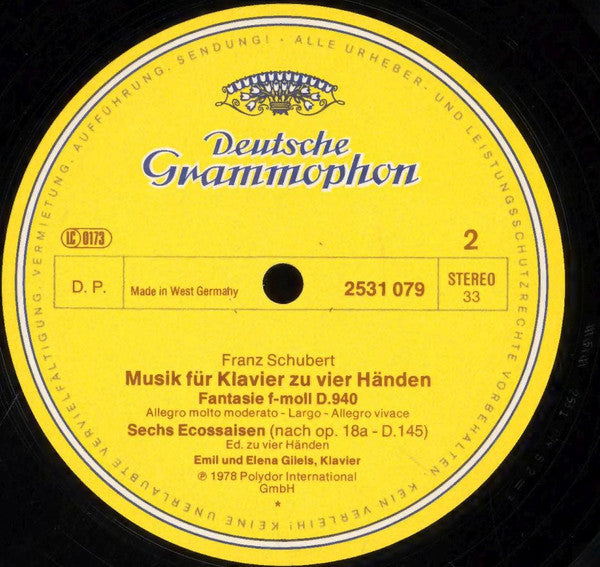 ALLE URHEBER- UND LEISTUNGSSCHUTZRECHTE VORBEHALTEN. KEIN VERLEIH! KEINE UNERLAUBTE VERVIELFÄLTIGUNG, VERMIETUNG, AUFFÜHRUNG, SENDUNG! -
Deutsche
Grammophon
LC 0173
2
D. P.
Made in West Germany
2531 079
STEREO
33
Franz Schubert
Musik für Klavier zu vier Händen
Fantasie f-moll D.940
Allegro molto moderato - Largo - Allegro vivace
Sechs Ecossaisen (nach op. 18a - D.145)
Ed. zu vier Händen
Emil und Elena Gilels, Klavier
℗ 1978 Polydor International
GmbH
*